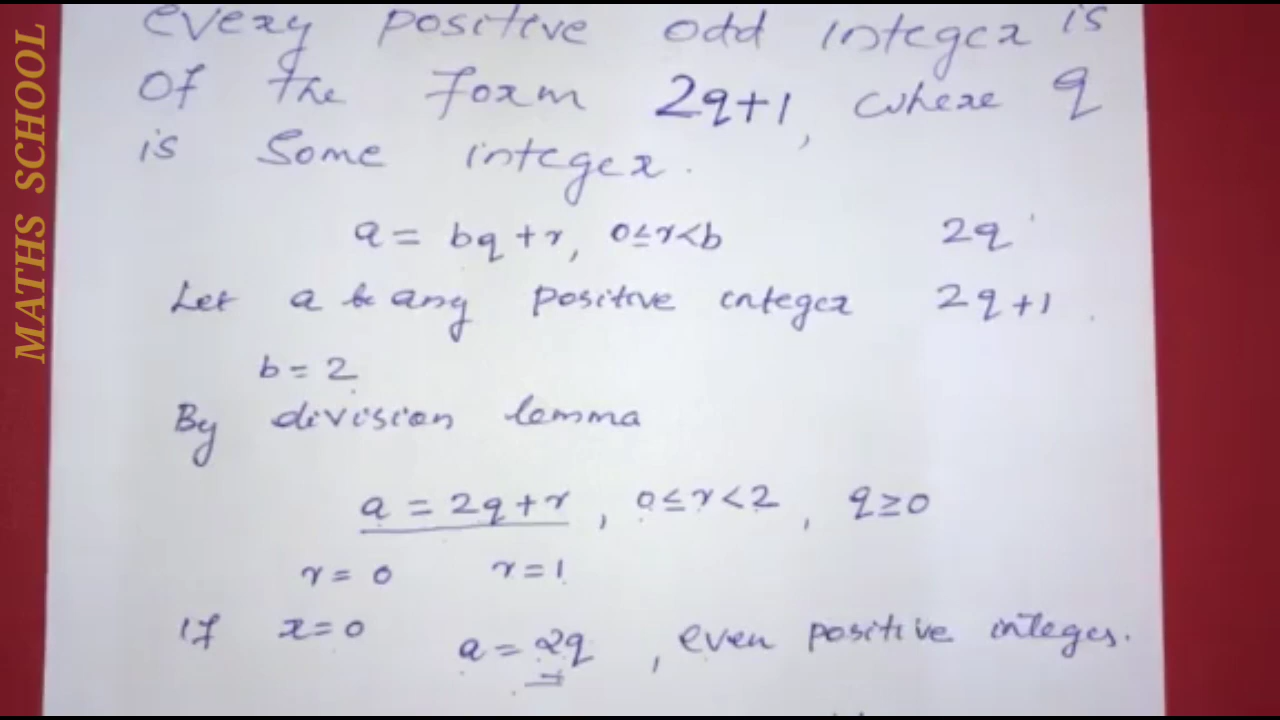 MATHS SCHOOL
every positive odd integer is
of the form 2q+1, where q
is some integer.
a = bq + r, 0≤r<b 2q
Let a be any positive integer 2q+1
b = 2
By division lemma
a = 2q+r, 0≤r<2, q≥0
r = 0 r=1
If r=0 a = 2q, even positive integer.